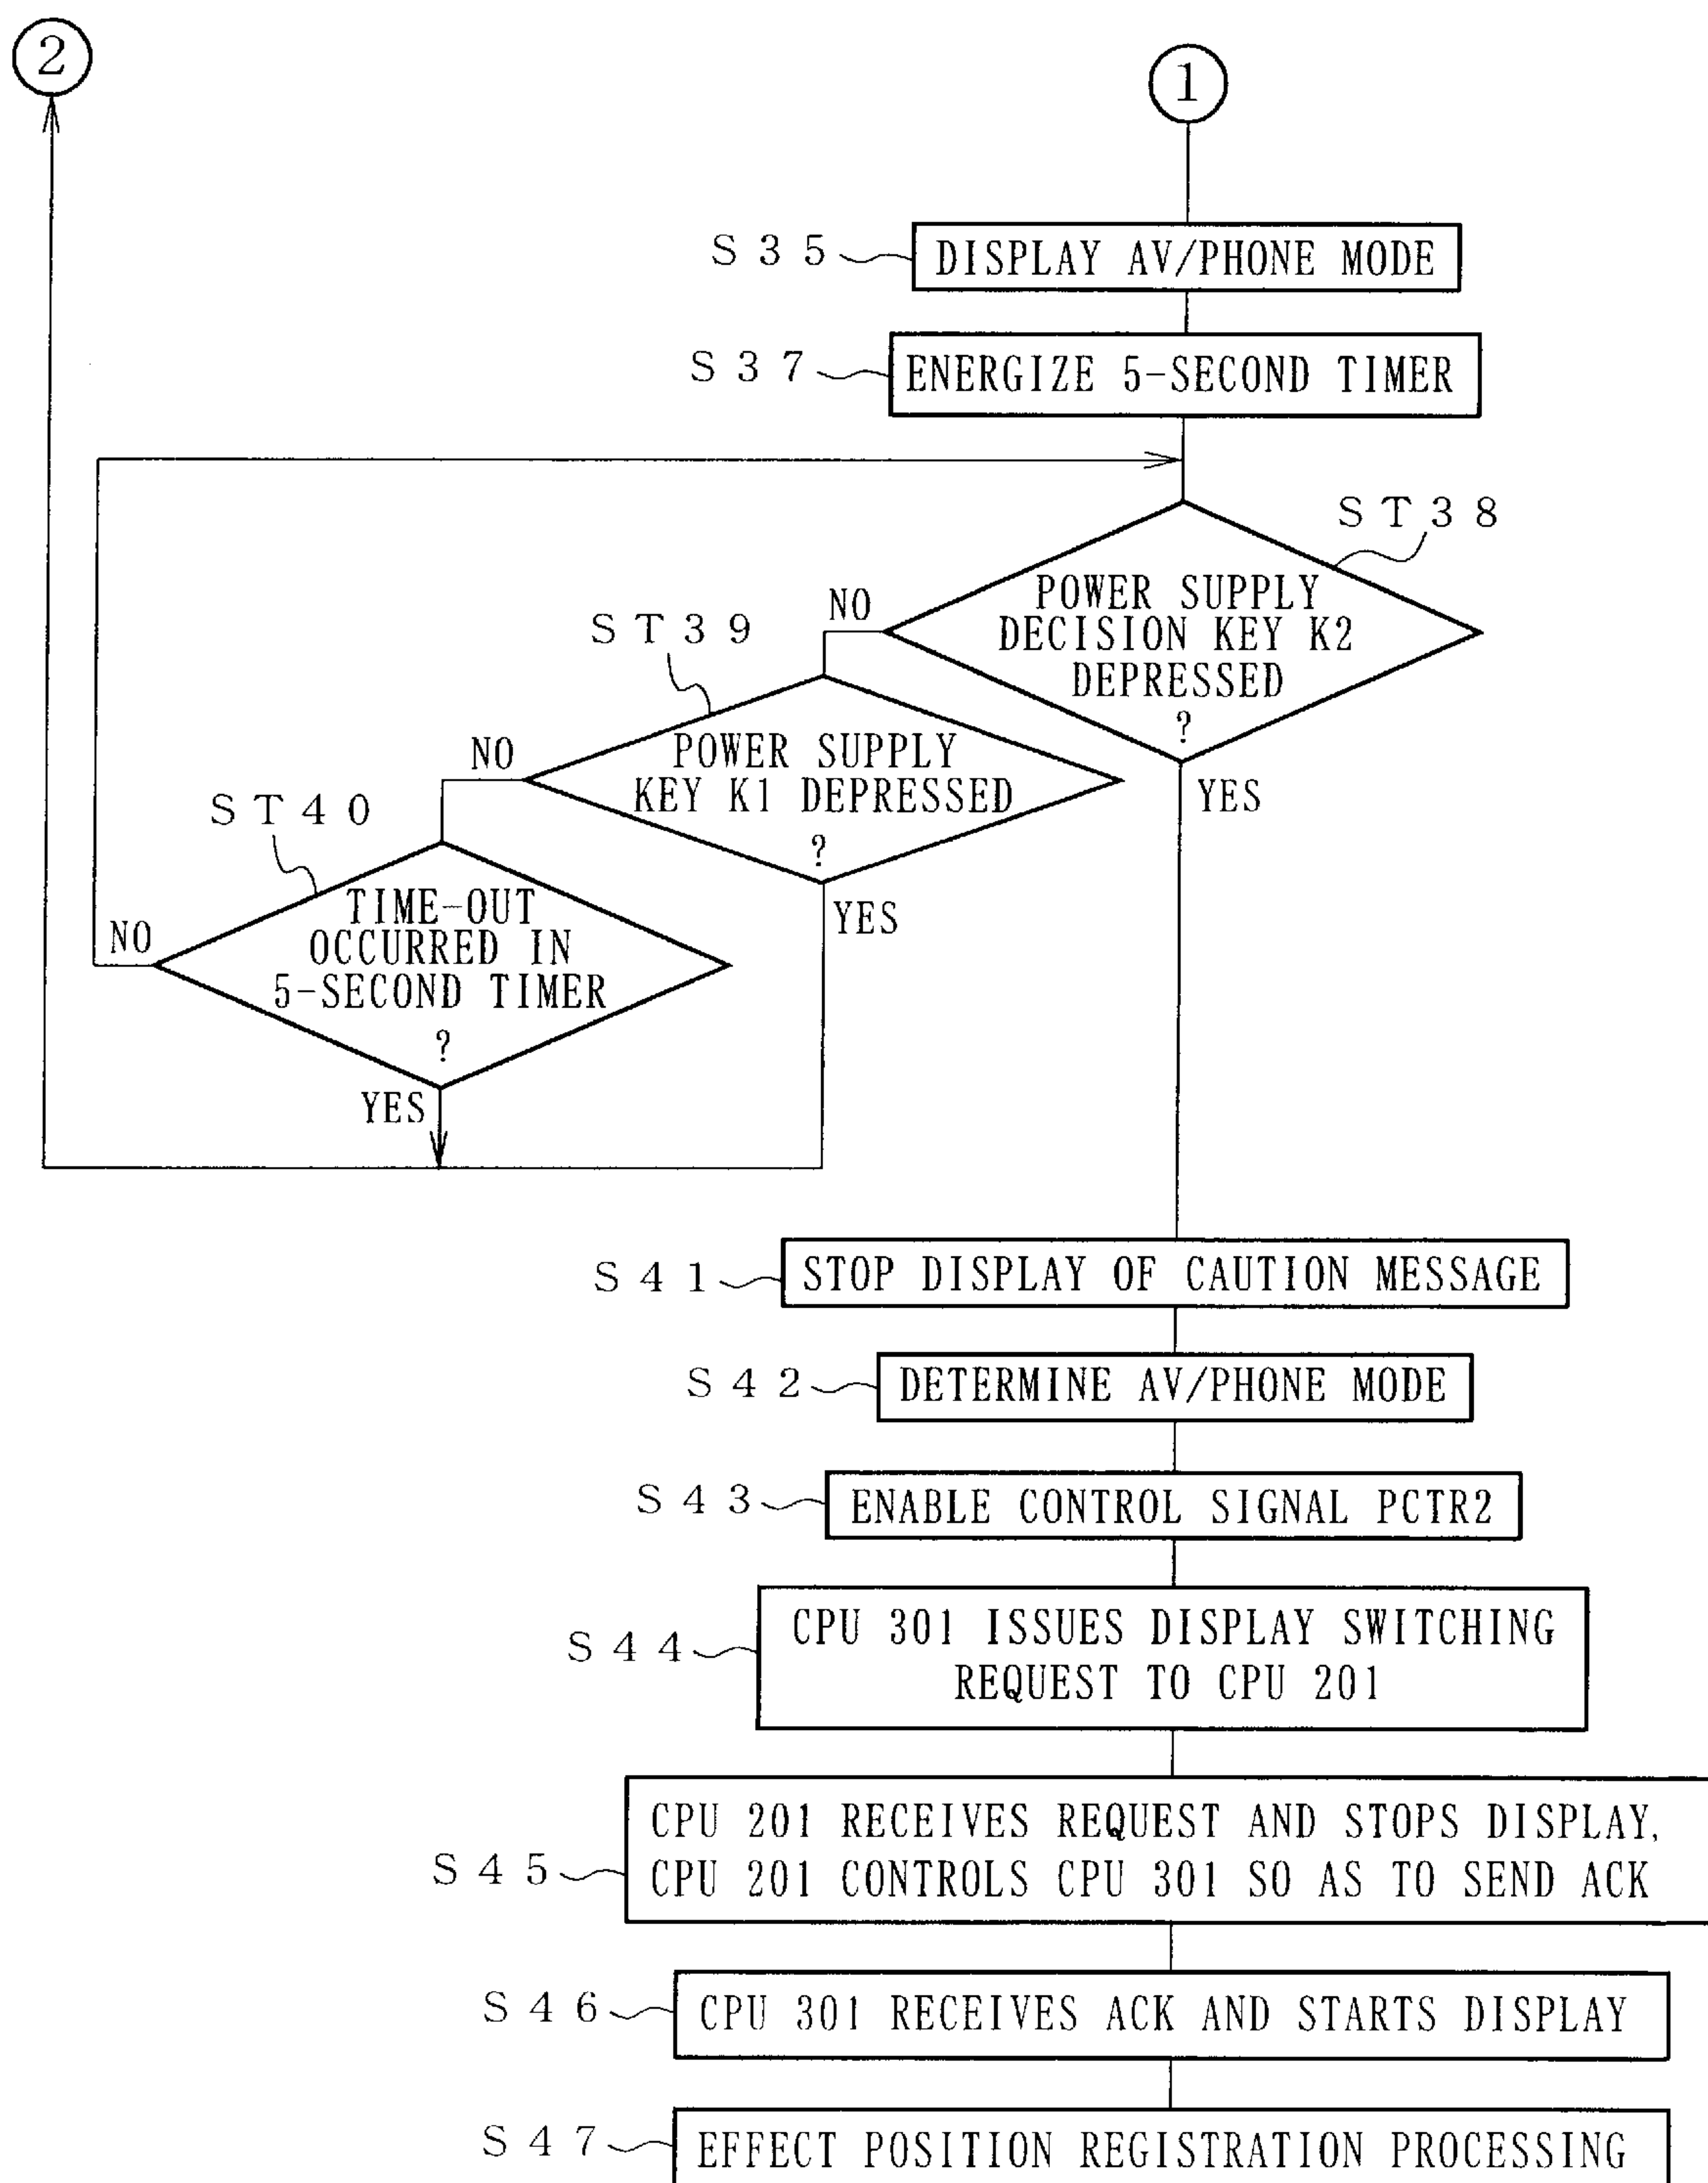 ②
①
S35
DISPLAY AV/PHONE MODE
S37
ENERGIZE 5-SECOND TIMER
ST38
POWER SUPPLY
DECISION KEY K2
DEPRESSED
?
NO
YES
ST39
POWER SUPPLY
KEY K1 DEPRESSED
?
NO
YES
ST40
TIME-OUT
OCCURRED IN
5-SECOND TIMER
?
NO
YES
S41
STOP DISPLAY OF CAUTION MESSAGE
S42
DETERMINE AV/PHONE MODE
S43
ENABLE CONTROL SIGNAL PCTR2
S44
CPU 301 ISSUES DISPLAY SWITCHING
REQUEST TO CPU 201
S45
CPU 201 RECEIVES REQUEST AND STOPS DISPLAY,
CPU 201 CONTROLS CPU 301 SO AS TO SEND ACK
S46
CPU 301 RECEIVES ACK AND STARTS DISPLAY
S47
EFFECT POSITION REGISTRATION PROCESSING